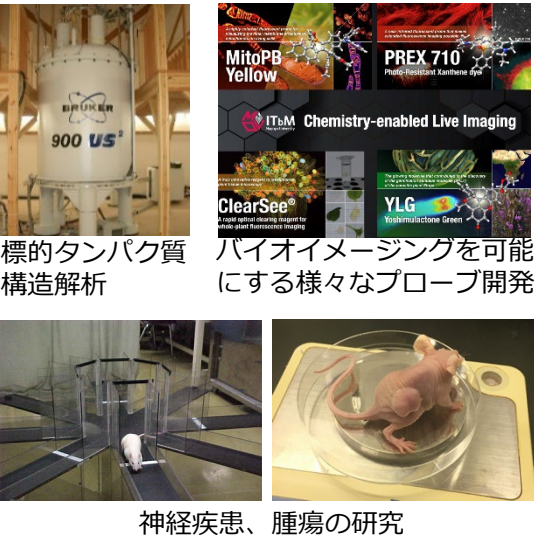 BRUKER
900 US²
A highly
MitoPB
Yellow
PREX 710
Photo-Resistant Xanthene dye
ITbM
Nagoya University
Chemistry-enabled Live Imaging
ClearSee®
A rapid optical clearing reagent for
whole-plant fluorescence imaging
YLG
Yoshimulactone Green
標的タンパク質
構造解析
バイオイメージングを可能
にする様々なプローブ開発
神経疾患、腫瘍の研究